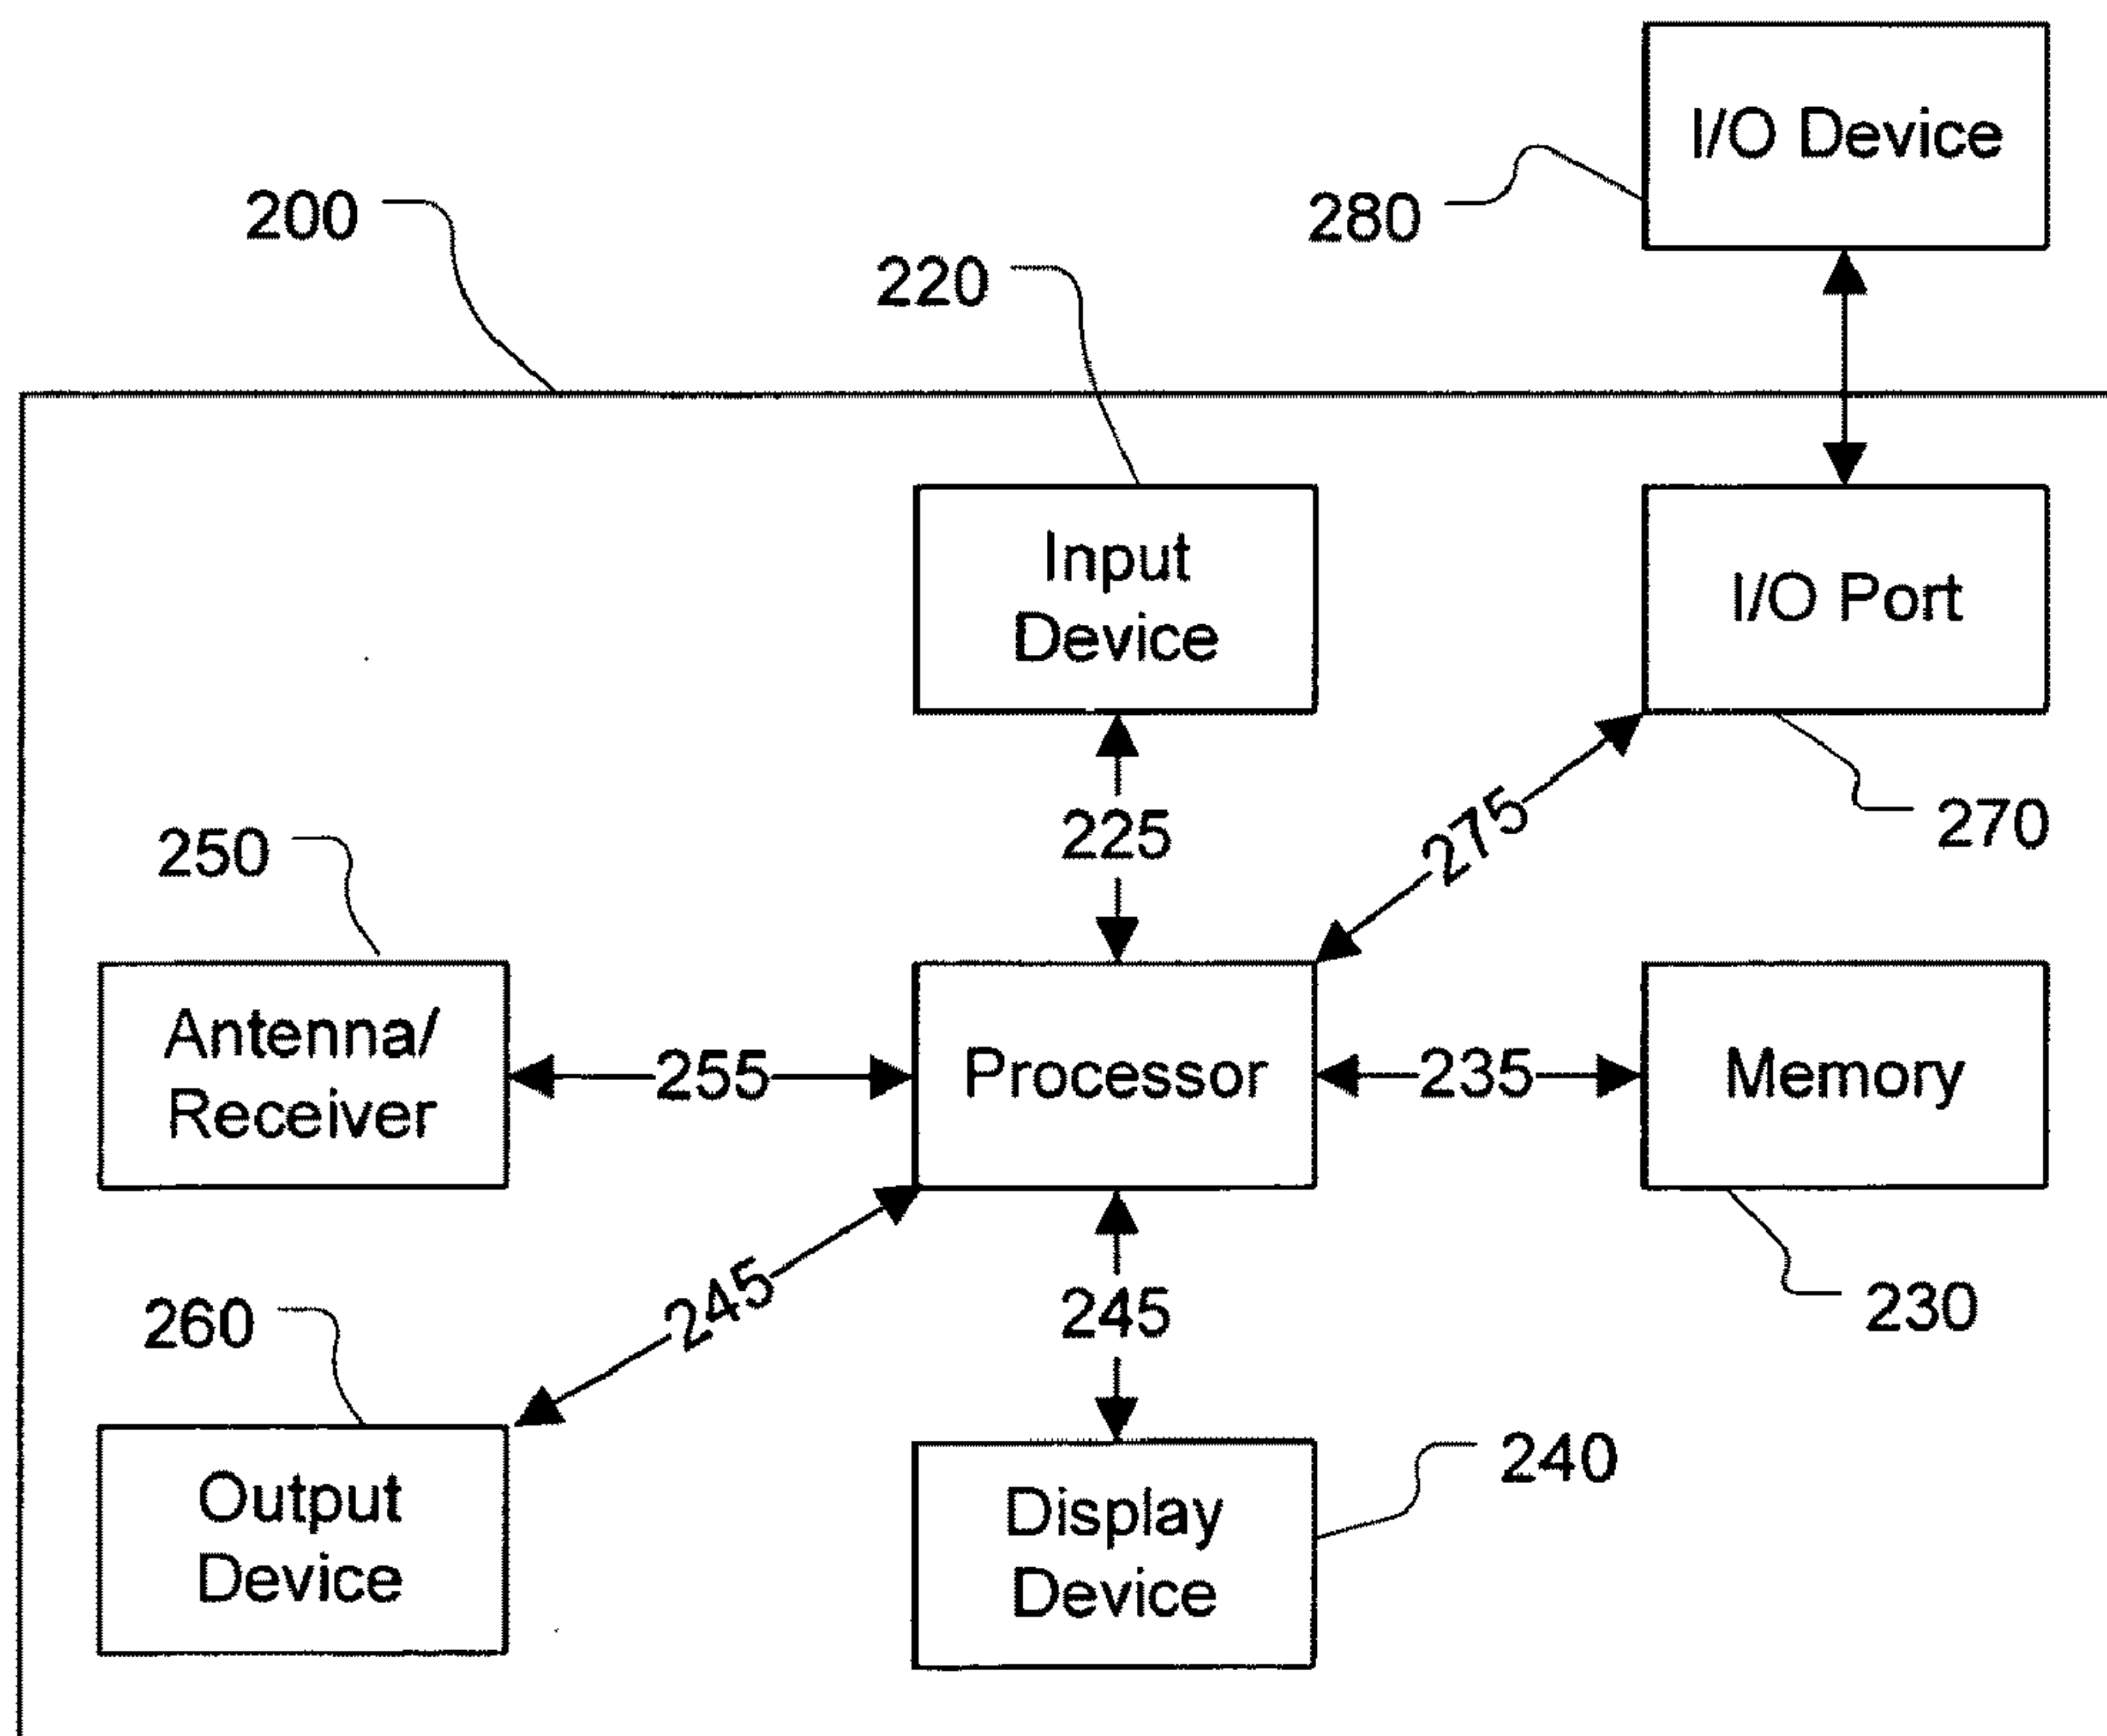 I/O Device
280
200
220
Input
Device
I/O Port
225
275
270
250
Antenna/
Receiver
255
Processor
235
Memory
260
245
245
230
Output
Device
Display
Device
240